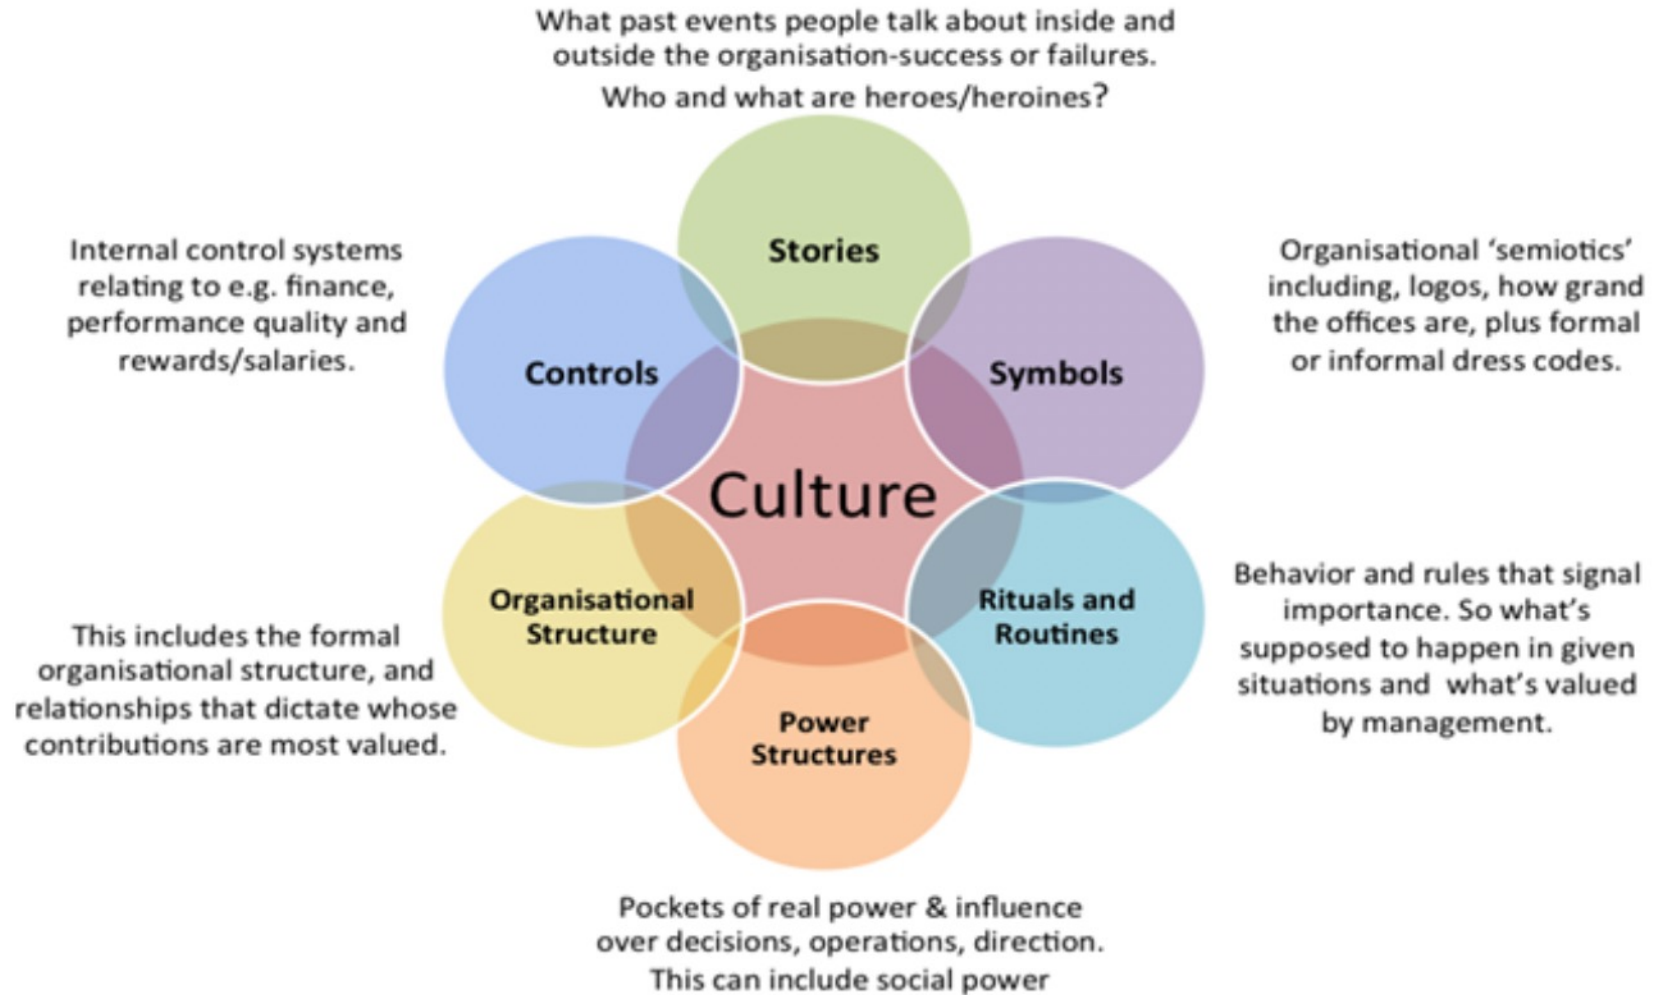 What past events people talk about inside and
outside the organisation-success or failures.
Who and what are heroes/heroines?
Stories
Internal control systems
relating to e.g. finance,
performance quality and
rewards/salaries.
Controls
Symbols
Organisational ‘semiotics’
including, logos, how grand
the offices are, plus formal
or informal dress codes.
Culture
This includes the formal
organisational structure, and
relationships that dictate whose
contributions are most valued.
Organisational
Structure
Rituals and
Routines
Behavior and rules that signal
importance. So what’s
supposed to happen in given
situations and  what’s valued
by management.
Power
Structures
Pockets of real power & influence
over decisions, operations, direction.
This can include social power